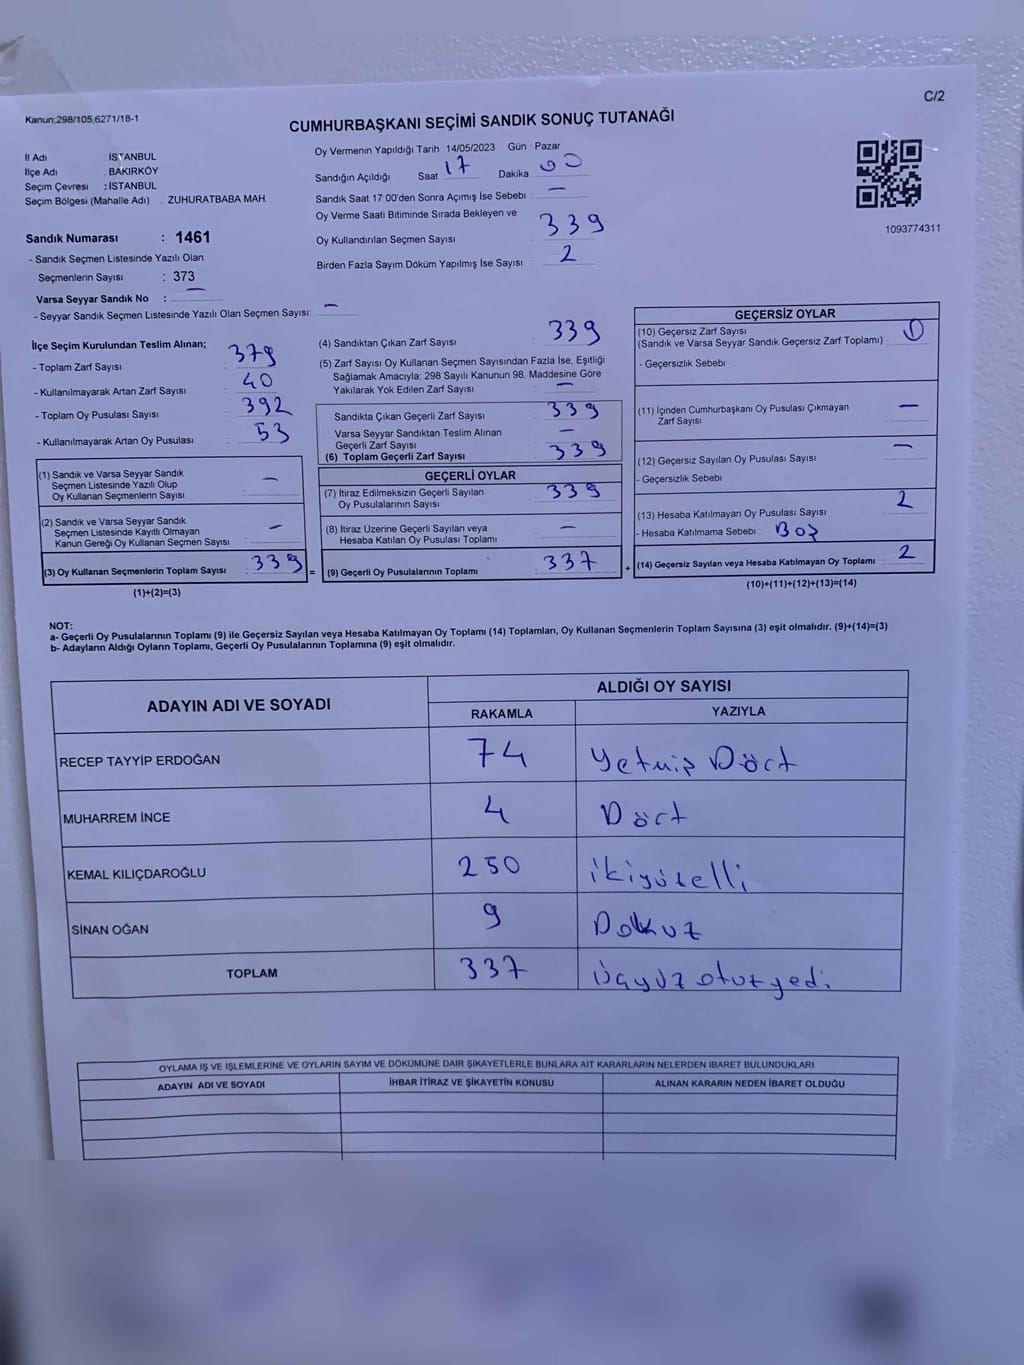 C/2
Kanun:298/105,6271/18-1
CUMHURBAŞKANI SEÇİMİ SANDIK SONUÇ TUTANAĞI
İl Adı : İSTANBUL
İlçe Adı : BAKIRKÖY
Seçim Çevresi : İSTANBUL
Seçim Bölgesi (Mahalle Adı) : ZUHURATBABA MAH.
Sandık Numarası : 1461
- Sandık Seçmen Listesinde Yazılı Olan
Seçmenlerin Sayısı : 373
Varsa Seyyar Sandık No : —
- Seyyar Sandık Seçmen Listesinde Yazılı Olan Seçmen Sayısı: —
Oy Vermenin Yapıldığı Tarih : 14/05/2023 Gün : Pazar
Sandığın Açıldığı Saat 17 Dakika 00
Sandık Saat 17:00'den Sonra Açımış İse Sebebi : —
Oy Verme Saati Bitiminde Sırada Bekleyen ve
Oy Kullandırılan Seçmen Sayısı : 339
Birden Fazla Sayım Döküm Yapılmış İse Sayısı : 2
1093774311
İlçe Seçim Kurulundan Teslim Alınan;
- Toplam Zarf Sayısı : 379
- Kullanılmayarak Artan Zarf Sayısı : 40
- Toplam Oy Pusulası Sayısı : 392
- Kullanılmayarak Artan Oy Pusulası : 53
(1) Sandık ve Varsa Seyyar Sandık
Seçmen Listesinde Yazılı Olup
Oy Kullanan Seçmenlerin Sayısı : —
(2) Sandık ve Varsa Seyyar Sandık
Seçmen Listesinde Kayıtlı Olmayan
Kanun Gereği Oy Kullanan Seçmen Sayısı : —
(3) Oy Kullanan Seçmenlerin Toplam Sayısı : 339 =
(1)+(2)=(3)
(4) Sandıktan Çıkan Zarf Sayısı : 339
(5) Zarf Sayısı Oy Kullanan Seçmen Sayısından Fazla İse, Eşitliği
Sağlamak Amacıyla; 298 Sayılı Kanunun 98. Maddesine Göre
Yakılarak Yok Edilen Zarf Sayısı : —
Sandıkta Çıkan Geçerli Zarf Sayısı : 339
Varsa Seyyar Sandıktan Teslim Alınan
Geçerli Zarf Sayısı : —
(6) Toplam Geçerli Zarf Sayısı : 339
GEÇERLİ OYLAR
(7) İtiraz Edilmeksizin Geçerli Sayılan
Oy Pusulalarının Sayısı : 339
(8) İtiraz Üzerine Geçerli Sayılan veya
Hesaba Katılan Oy Pusulası Toplamı : —
(9) Geçerli Oy Pusulalarının Toplamı : 337 +
GEÇERSİZ OYLAR
(10) Geçersiz Zarf Sayısı
(Sandık ve Varsa Seyyar Sandık Geçersiz Zarf Toplamı) :
- Geçersizlik Sebebi :
(11) İçinden Cumhurbaşkanı Oy Pusulası Çıkmayan
Zarf Sayısı : —
(12) Geçersiz Sayılan Oy Pusulası Sayısı : —
- Geçersizlik Sebebi :
(13) Hesaba Katılmayan Oy Pusulası Sayısı : 2
- Hesaba Katılmama Sebebi : Boş
(14) Geçersiz Sayılan veya Hesaba Katılmayan Oy Toplamı : 2
(10)+(11)+(12)+(13)=(14)
NOT:
a- Geçerli Oy Pusulalarının Toplamı (9) ile Geçersiz Sayılan veya Hesaba Katılmayan Oy Toplamı (14) Toplamları, Oy Kullanan Seçmenlerin Toplam Sayısına (3) eşit olmalıdır. (9)+(14)=(3)
b- Adayların Aldığı Oyların Toplamı, Geçerli Oy Pusulalarının Toplamına (9) eşit olmalıdır.
ADAYIN ADI VE SOYADI ALDIĞI OY SAYISI
RAKAMLA YAZIYLA
RECEP TAYYİP ERDOĞAN 74 Yetmiş Dört
MUHARREM İNCE 4 Dört
KEMAL KILIÇDAROĞLU 250 ikiyüzelli
SİNAN OĞAN 9 Dokuz
TOPLAM 337 üçyüz otuzyedi
OYLAMA İŞ VE İŞLEMLERİNE VE OYLARIN SAYIM VE DÖKÜMÜNE DAİR ŞİKAYETLERLE BUNLARA AİT KARARLARIN NELERDEN İBARET BULUNDUKLARI
ADAYIN ADI VE SOYADI İHBAR İTİRAZ VE ŞİKAYETİN KONUSU ALINAN KARARIN NEDEN İBARET OLDUĞU